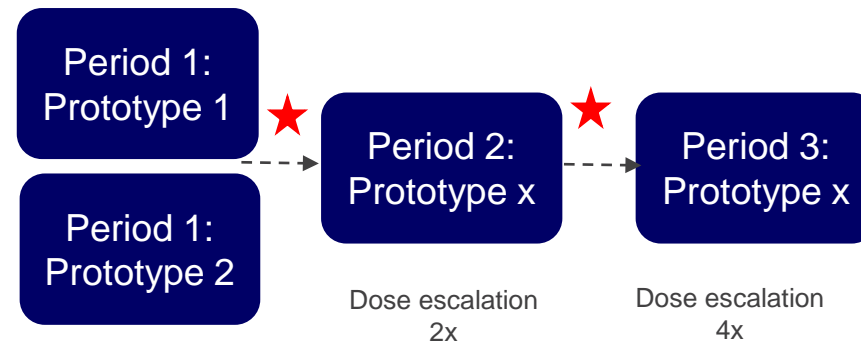 Period 1:
Prototype 1
Period 1:
Prototype 2
Period 2:
Prototype x
Dose escalation
2x
Period 3:
Prototype x
Dose escalation
4x